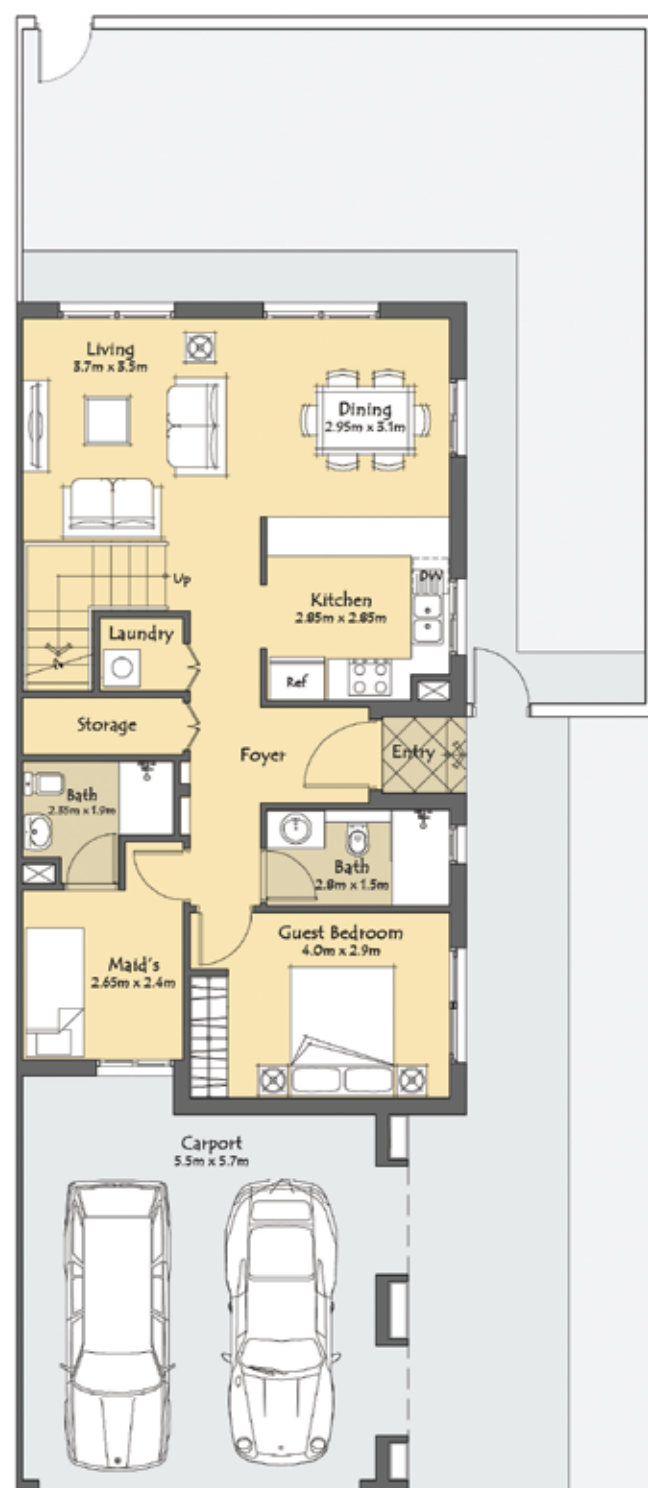 Living
3.7m x 3.5m
Dining
2.95m x 3.1m
Up
Kitchen
2.85m x 2.85m
DW
Ref
Laundry
Storage
Foyer
Entry
Bath
2.35m x 1.9m
Bath
2.8m x 1.5m
Maid's
2.65m x 2.4m
Guest Bedroom
4.0m x 2.9m
Carport
5.5m x 5.7m